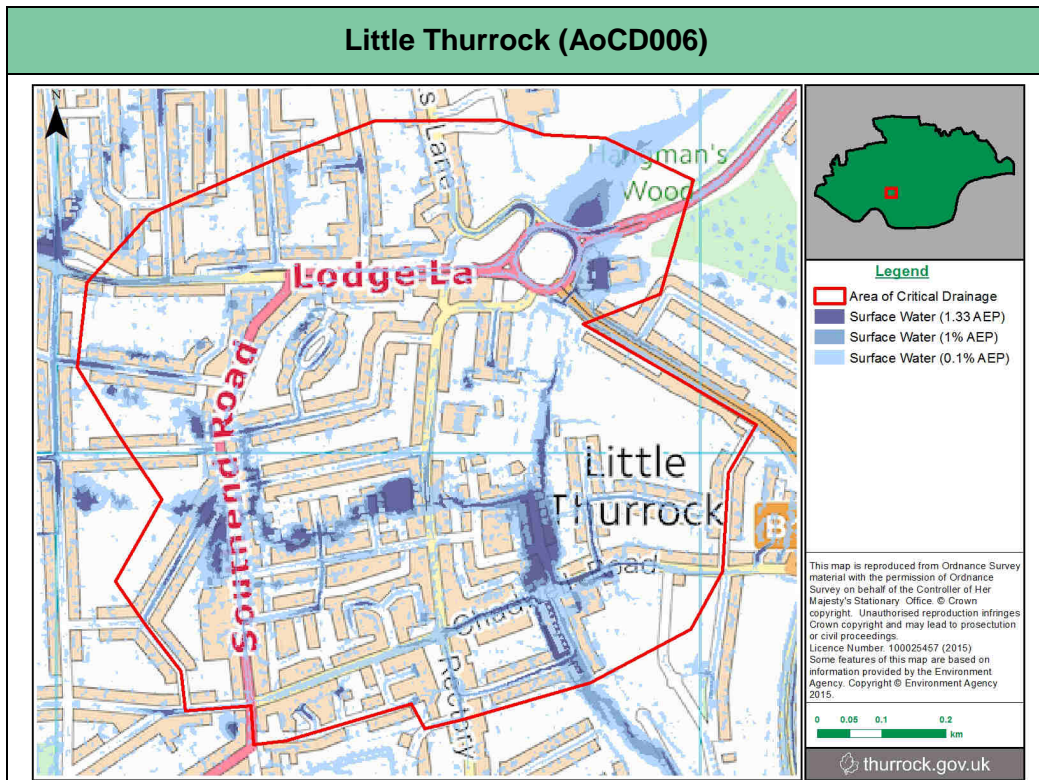 Little Thurrock (AoCD006)
N
s Lane
Hangman's
Wood
Lodge La
Southend Road
Little
Thurrock
Road
Chad
Rectory
B
Legend
Area of Critical Drainage
Surface Water (1.33 AEP)
Surface Water (1% AEP)
Surface Water (0.1% AEP)
This map is reproduced from Ordnance Survey
material with the permission of Ordnance
Survey on behalf of the Controller of Her
Majesty's Stationary Office. © Crown
copyright. Unauthorised reproduction infringes
Crown copyright and may lead to prosecution
or civil proceedings.
Licence Number. 100025457 (2015)
Some features of this map are based on
information provided by the Environment
Agency. Copyright © Environment Agency
2015.
0 0.05 0.1 0.2
km
thurrock.gov.uk